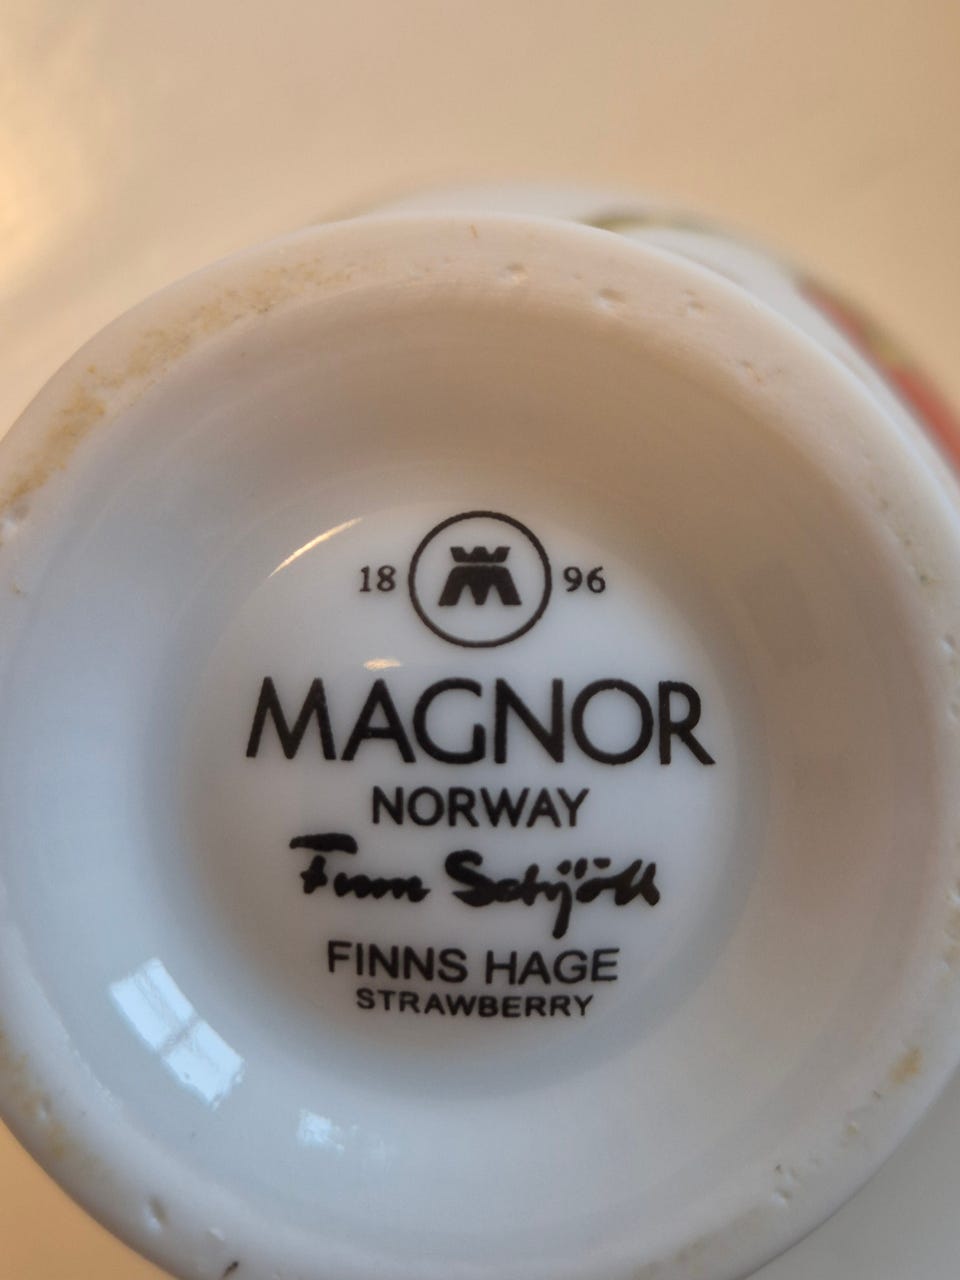 18 96
MAGNOR
NORWAY
Finn Schjöll
FINNS HAGE
STRAWBERRY